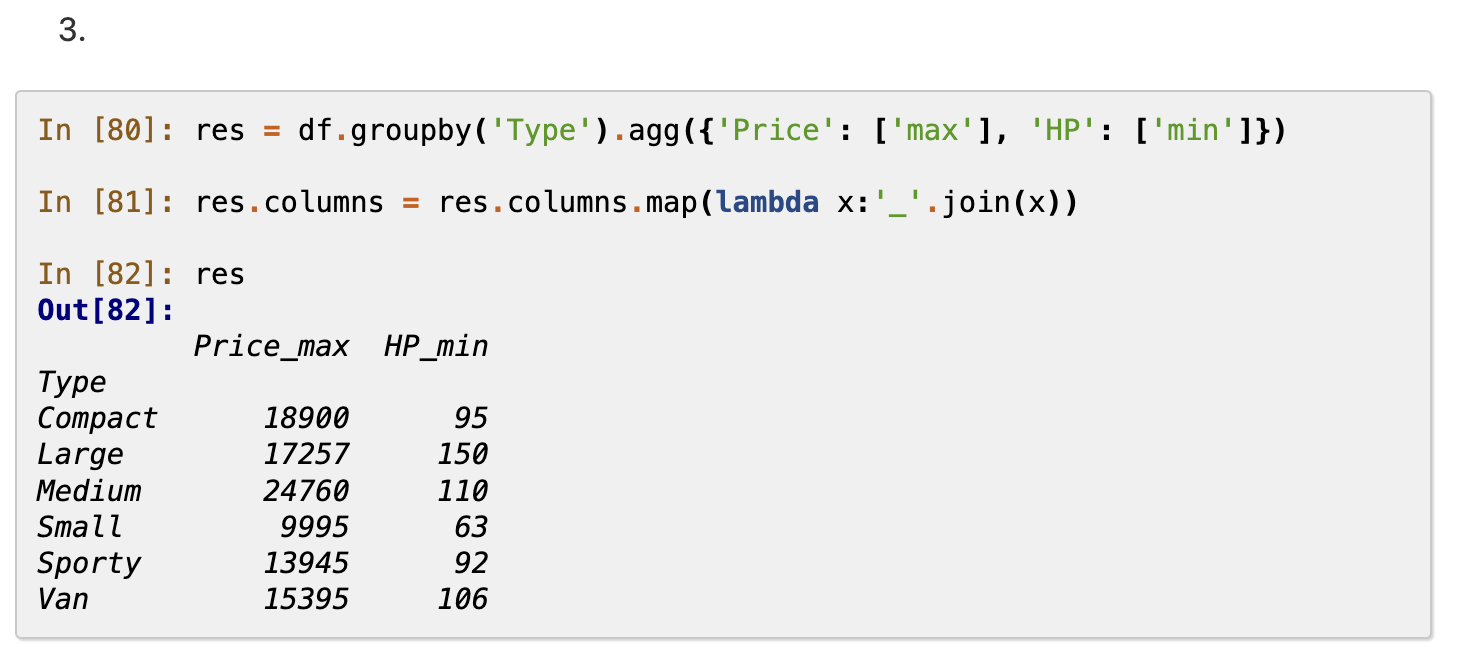 3.
In [80]: res = df.groupby('Type').agg({'Price': ['max'], 'HP': ['min']})
In [81]: res.columns = res.columns.map(lambda x:'_'.join(x))
In [82]: res
Out[82]:
         Price_max  HP_min
Type
Compact      18900      95
Large        17257     150
Medium       24760     110
Small         9995      63
Sporty       13945      92
Van          15395     106